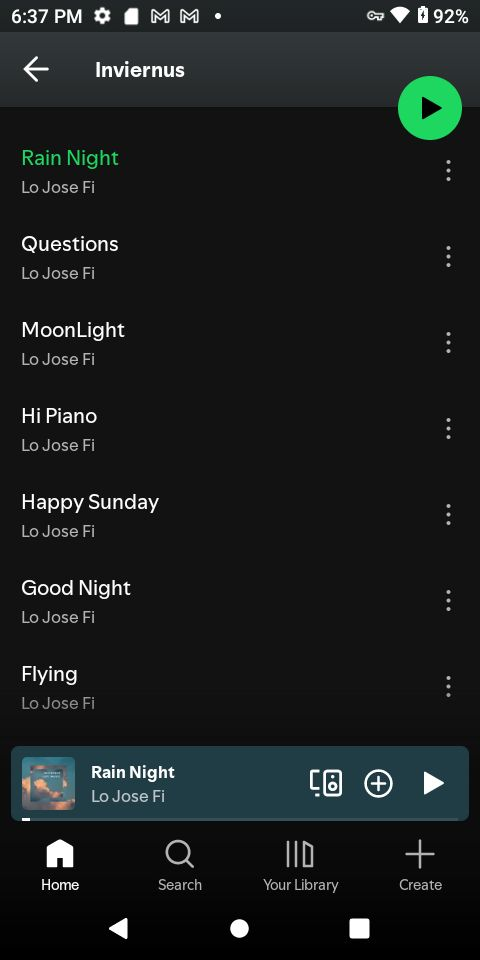 6:37 PM
92%
Inviernus
Rain Night
Lo Jose Fi
Questions
Lo Jose Fi
MoonLight
Lo Jose Fi
Hi Piano
Lo Jose Fi
Happy Sunday
Lo Jose Fi
Good Night
Lo Jose Fi
Flying
Lo Jose Fi
Rain Night
Lo Jose Fi
Home
Search
Your Library
Create